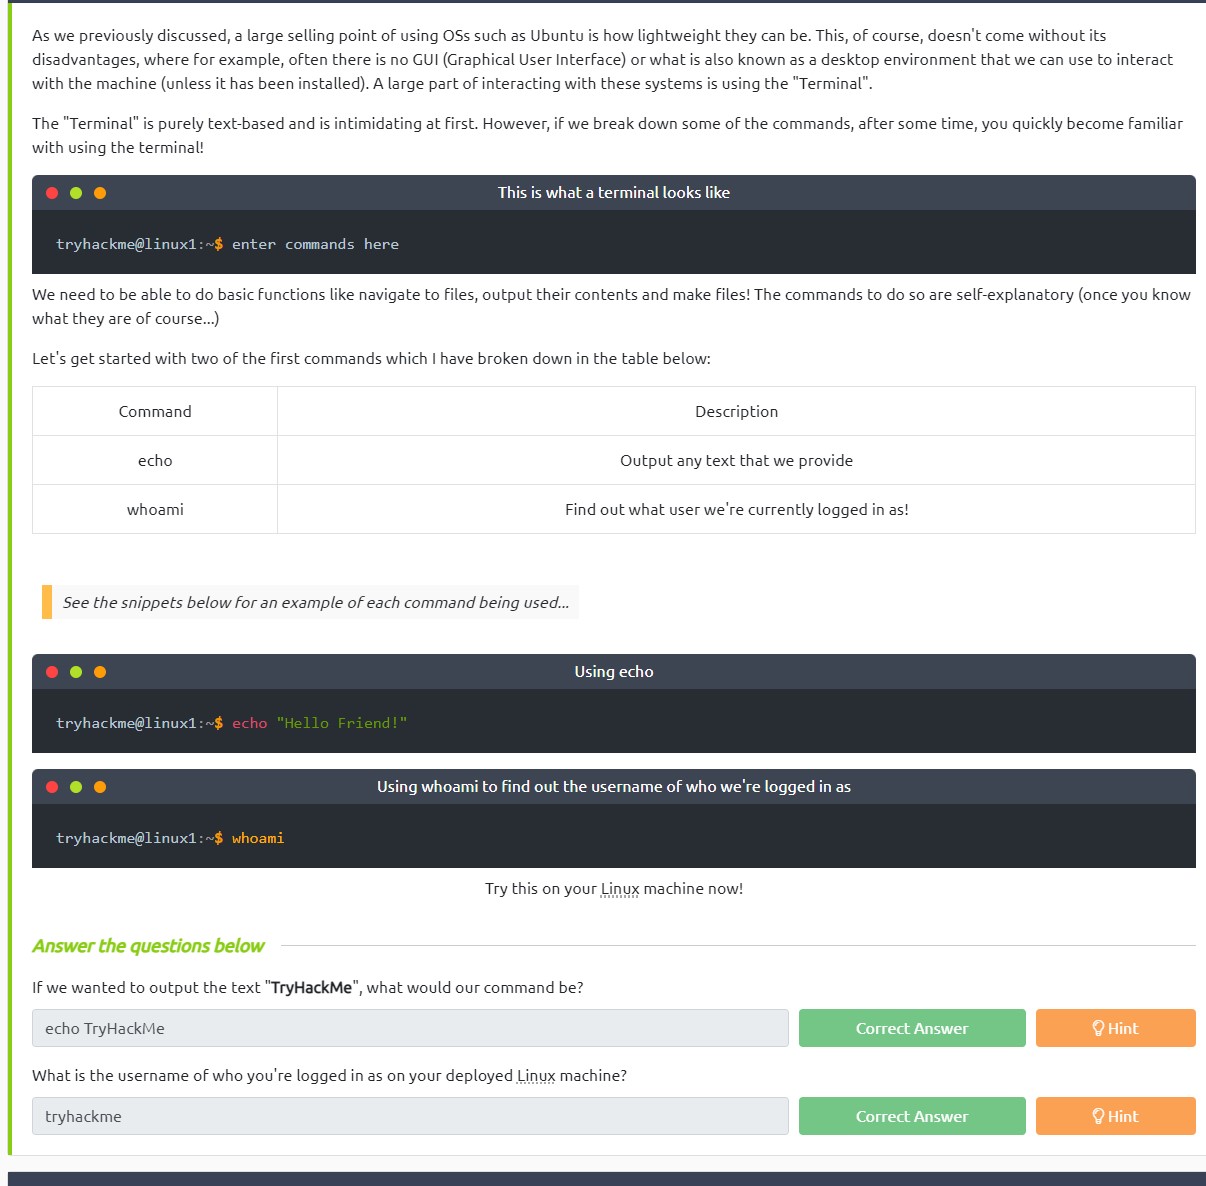 As we previously discussed, a large selling point of using OSs such as Ubuntu is how lightweight they can be. This, of course, doesn't come without its
disadvantages, where for example, often there is no GUI (Graphical User Interface) or what is also known as a desktop environment that we can use to interact
with the machine (unless it has been installed). A large part of interacting with these systems is using the "Terminal".
The "Terminal" is purely text-based and is intimidating at first. However, if we break down some of the commands, after some time, you quickly become familiar
with using the terminal!
This is what a terminal looks like
tryhackme@linux1:~$ enter commands here
We need to be able to do basic functions like navigate to files, output their contents and make files! The commands to do so are self-explanatory (once you know
what they are of course...)
Let's get started with two of the first commands which I have broken down in the table below:
Command Description
echo Output any text that we provide
whoami Find out what user we're currently logged in as!
See the snippets below for an example of each command being used...
Using echo
tryhackme@linux1:~$ echo "Hello Friend!"
Using whoami to find out the username of who we're logged in as
tryhackme@linux1:~$ whoami
Try this on your Linux machine now!
Answer the questions below
If we wanted to output the text "TryHackMe", what would our command be?
echo TryHackMe Correct Answer Hint
What is the username of who you're logged in as on your deployed Linux machine?
tryhackme Correct Answer Hint